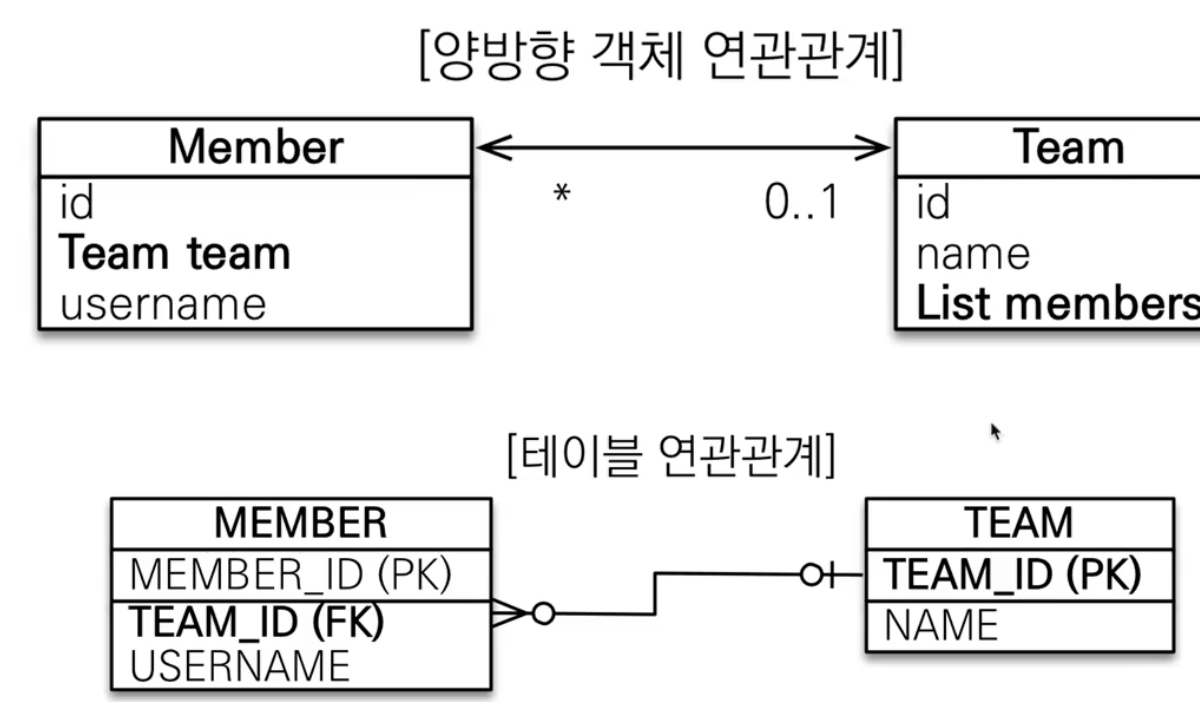 [양방향 객체 연관관계]
Member
id
Team team
username
* 0..1
Team
id
name
List members
[테이블 연관관계]
MEMBER
MEMBER_ID (PK)
TEAM_ID (FK)
USERNAME
TEAM
TEAM_ID (PK)
NAME